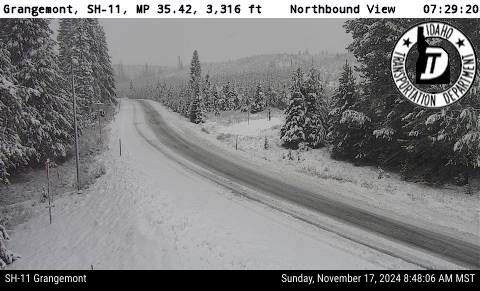 Grangemont, SH-11, MP 35.42, 3,316 ft Northbound View 07:29:20
IDAHO
TRANSPORTATION DEPARTMENT
SH-11 Grangemont Sunday, November 17, 2024 8:48:06 AM MST